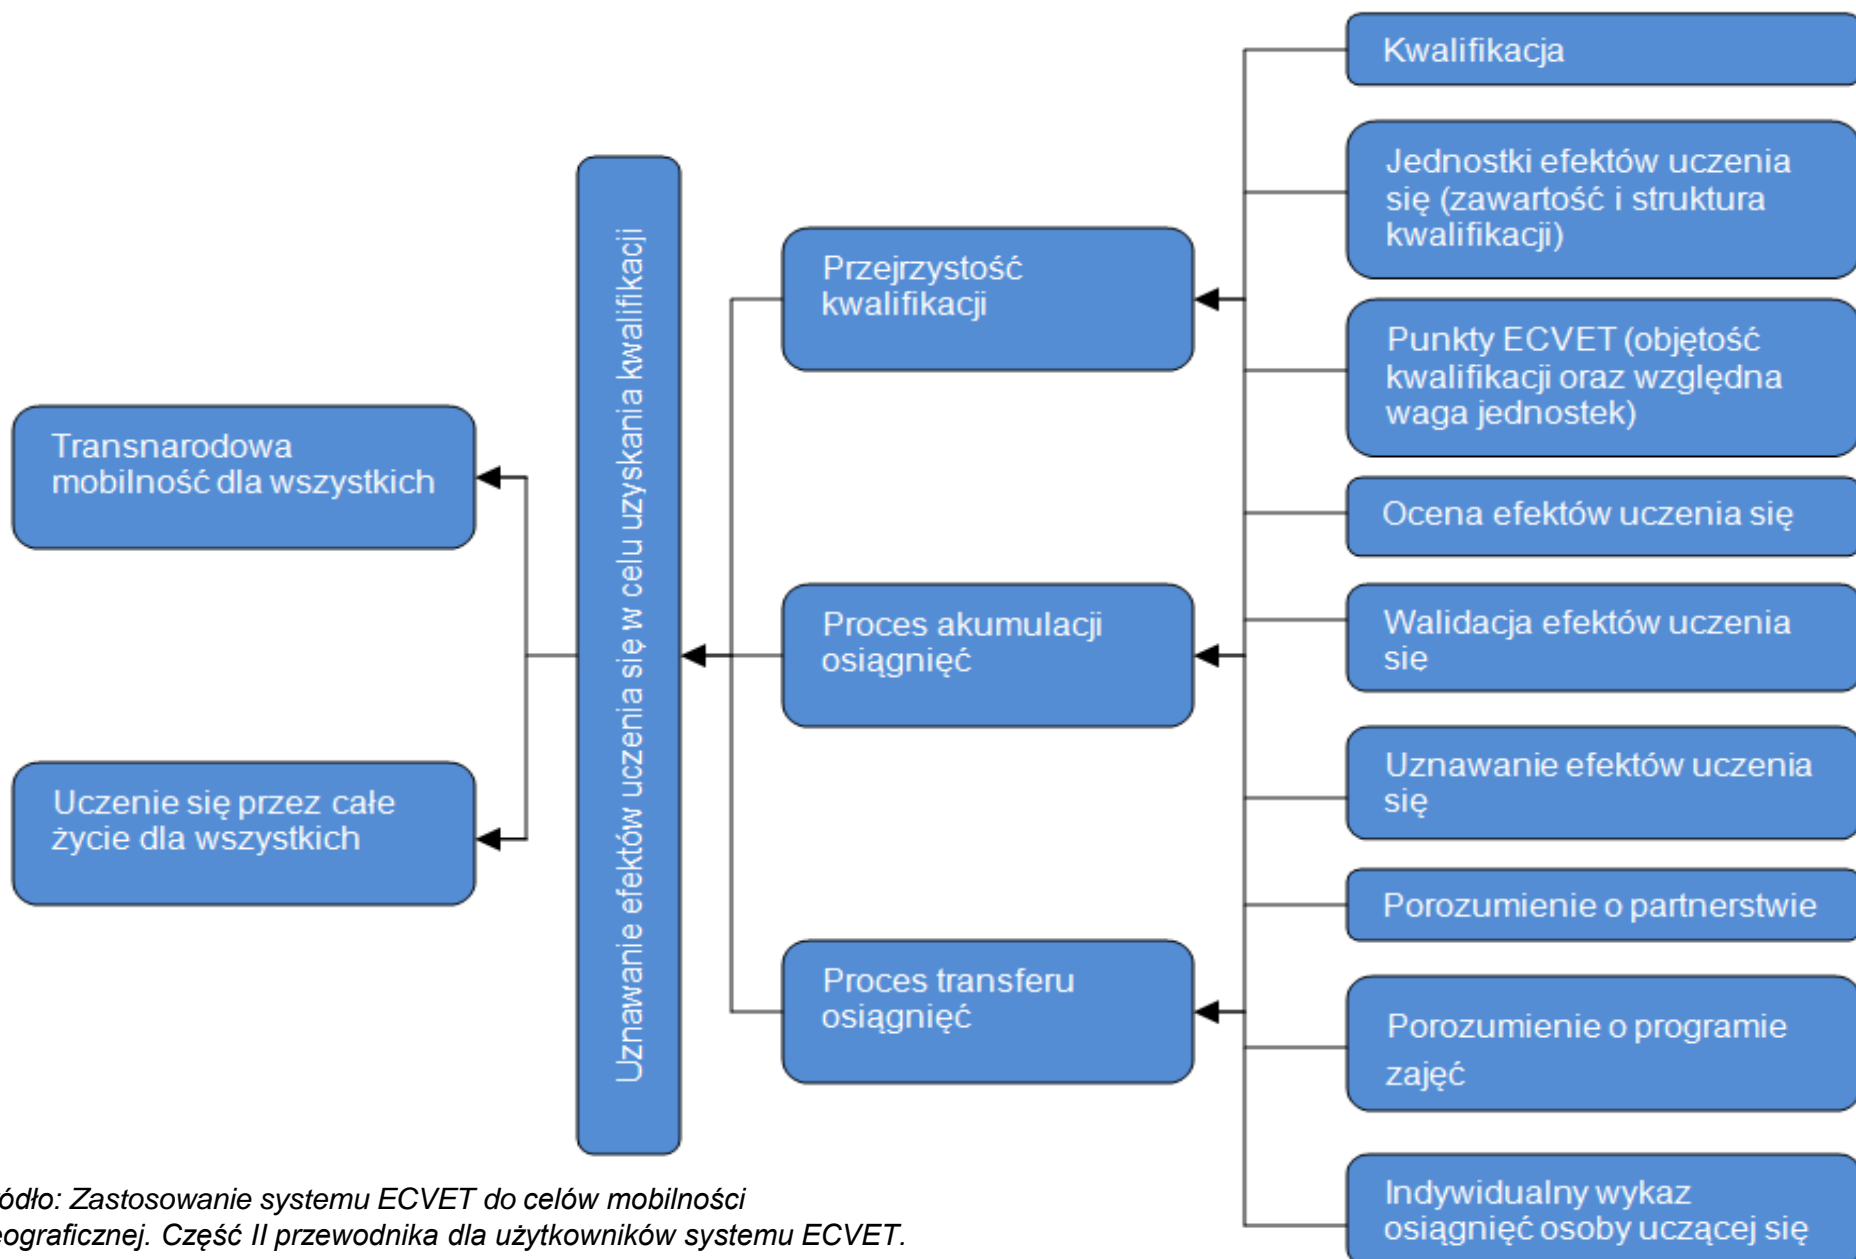 Transnarodowa
mobilność dla wszystkich
Uczenie się przez całe
życie dla wszystkich
Uznawanie efektów uczenia się w celu uzyskania kwalifikacji
Przejrzystość
kwalifikacji
Proces akumulacji
osiągnięć
Proces transferu
osiągnięć
Kwalifikacja
Jednostki efektów uczenia
się (zawartość i struktura
kwalifikacji)
Punkty ECVET (objętość
kwalifikacji oraz względna
waga jednostek)
Ocena efektów uczenia się
Walidacja efektów uczenia
się
Uznawanie efektów uczenia
się
Porozumienie o partnerstwie
Porozumienie o programie
zajęć
Indywidualny wykaz
osiągnięć osoby uczącej się
ródło: Zastosowanie systemu ECVET do celów mobilności
eograficznej. Część II przewodnika dla użytkowników systemu ECVET.